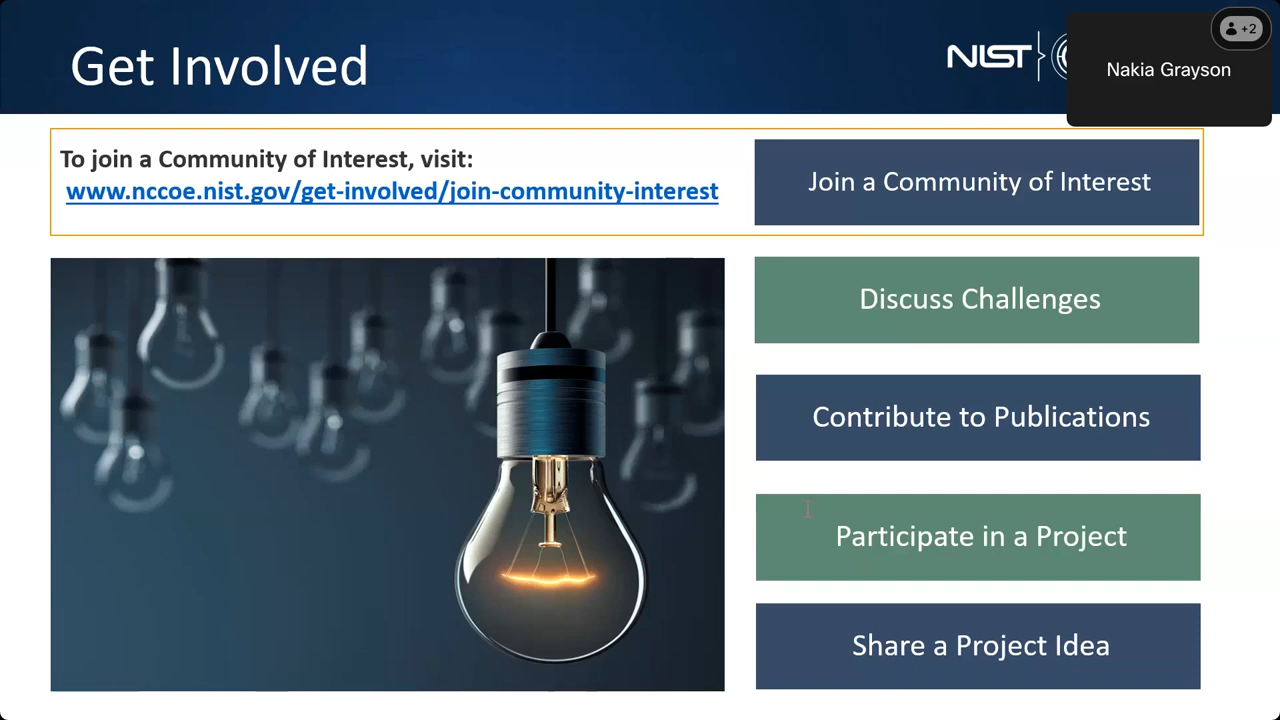 Get Involved
NIST
+2
Nakia Grayson
To join a Community of Interest, visit:
www.nccoe.nist.gov/get-involved/join-community-interest
Join a Community of Interest
Discuss Challenges
Contribute to Publications
Participate in a Project
Share a Project Idea